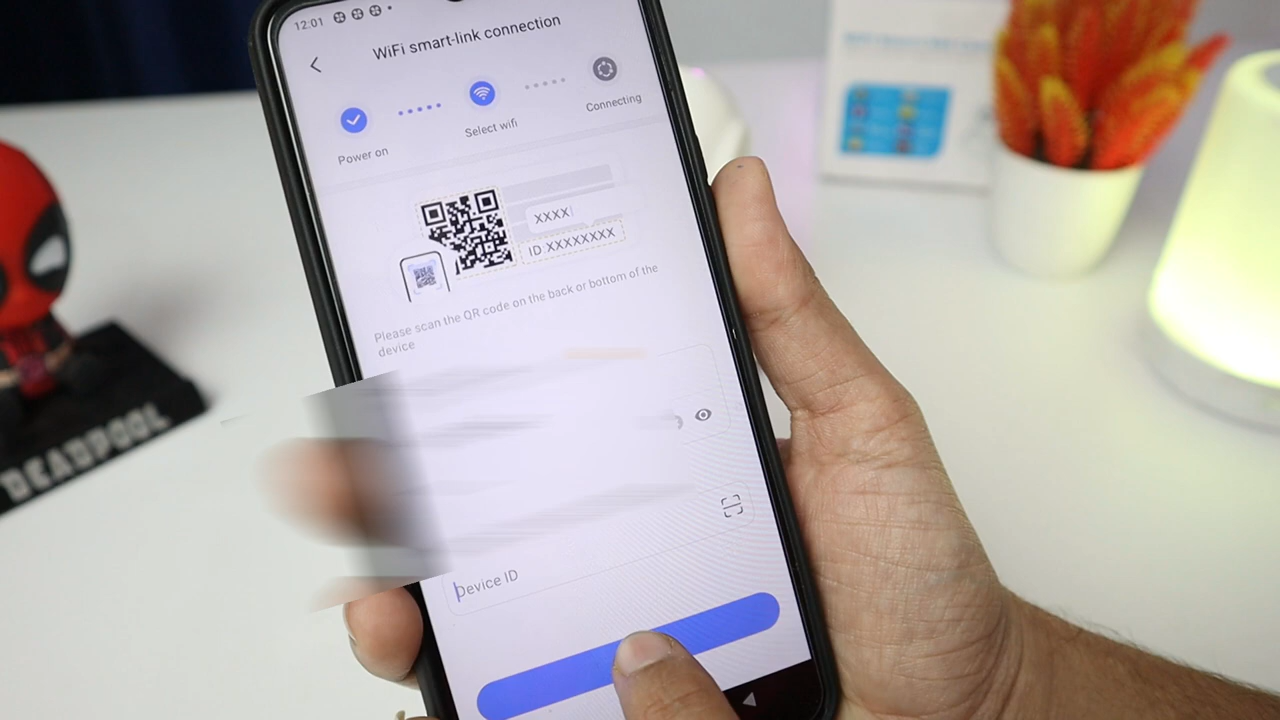 12:01
WiFi smart-link connection
Power on
Select wifi
Connecting
XXXX
ID XXXXXXXX
Please scan the QR code on the back or bottom of the
device
Device ID
DEADPOOL